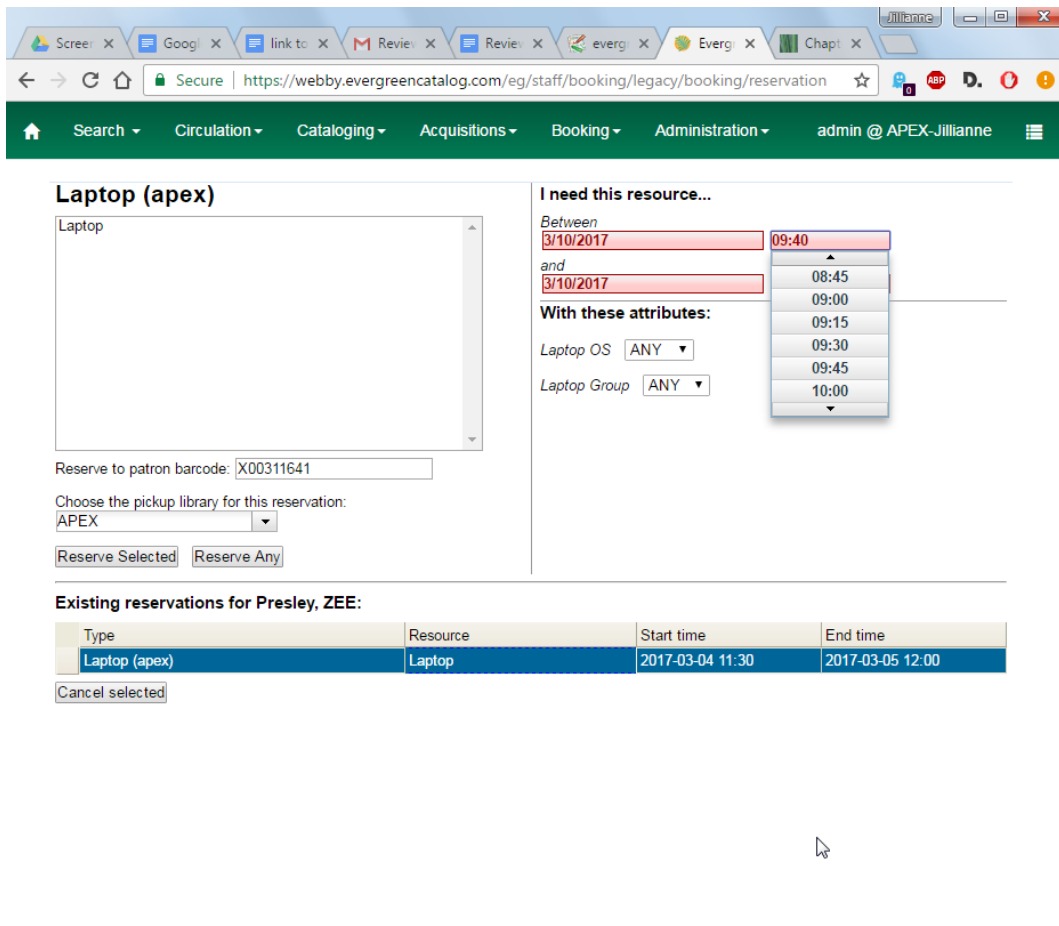 Jillianne
Screer
Googl
link to
Reviev
Reviev
evergr
Evergr
Chapt
Secure | https://webby.evergreencatalog.com/eg/staff/booking/legacy/booking/reservation
0
ABP
D.
Search
Circulation
Cataloging
Acquisitions
Booking
Administration
admin @ APEX-Jillianne
Laptop (apex)
Laptop
Reserve to patron barcode: X00311641
Choose the pickup library for this reservation:
APEX
Reserve Selected
Reserve Any
I need this resource...
Between
3/10/2017 09:40
and
3/10/2017
08:45
09:00
09:15
09:30
09:45
10:00
With these attributes:
Laptop OS ANY
Laptop Group ANY
Existing reservations for Presley, ZEE:
Type Resource Start time End time
Laptop (apex) Laptop 2017-03-04 11:30 2017-03-05 12:00
Cancel selected